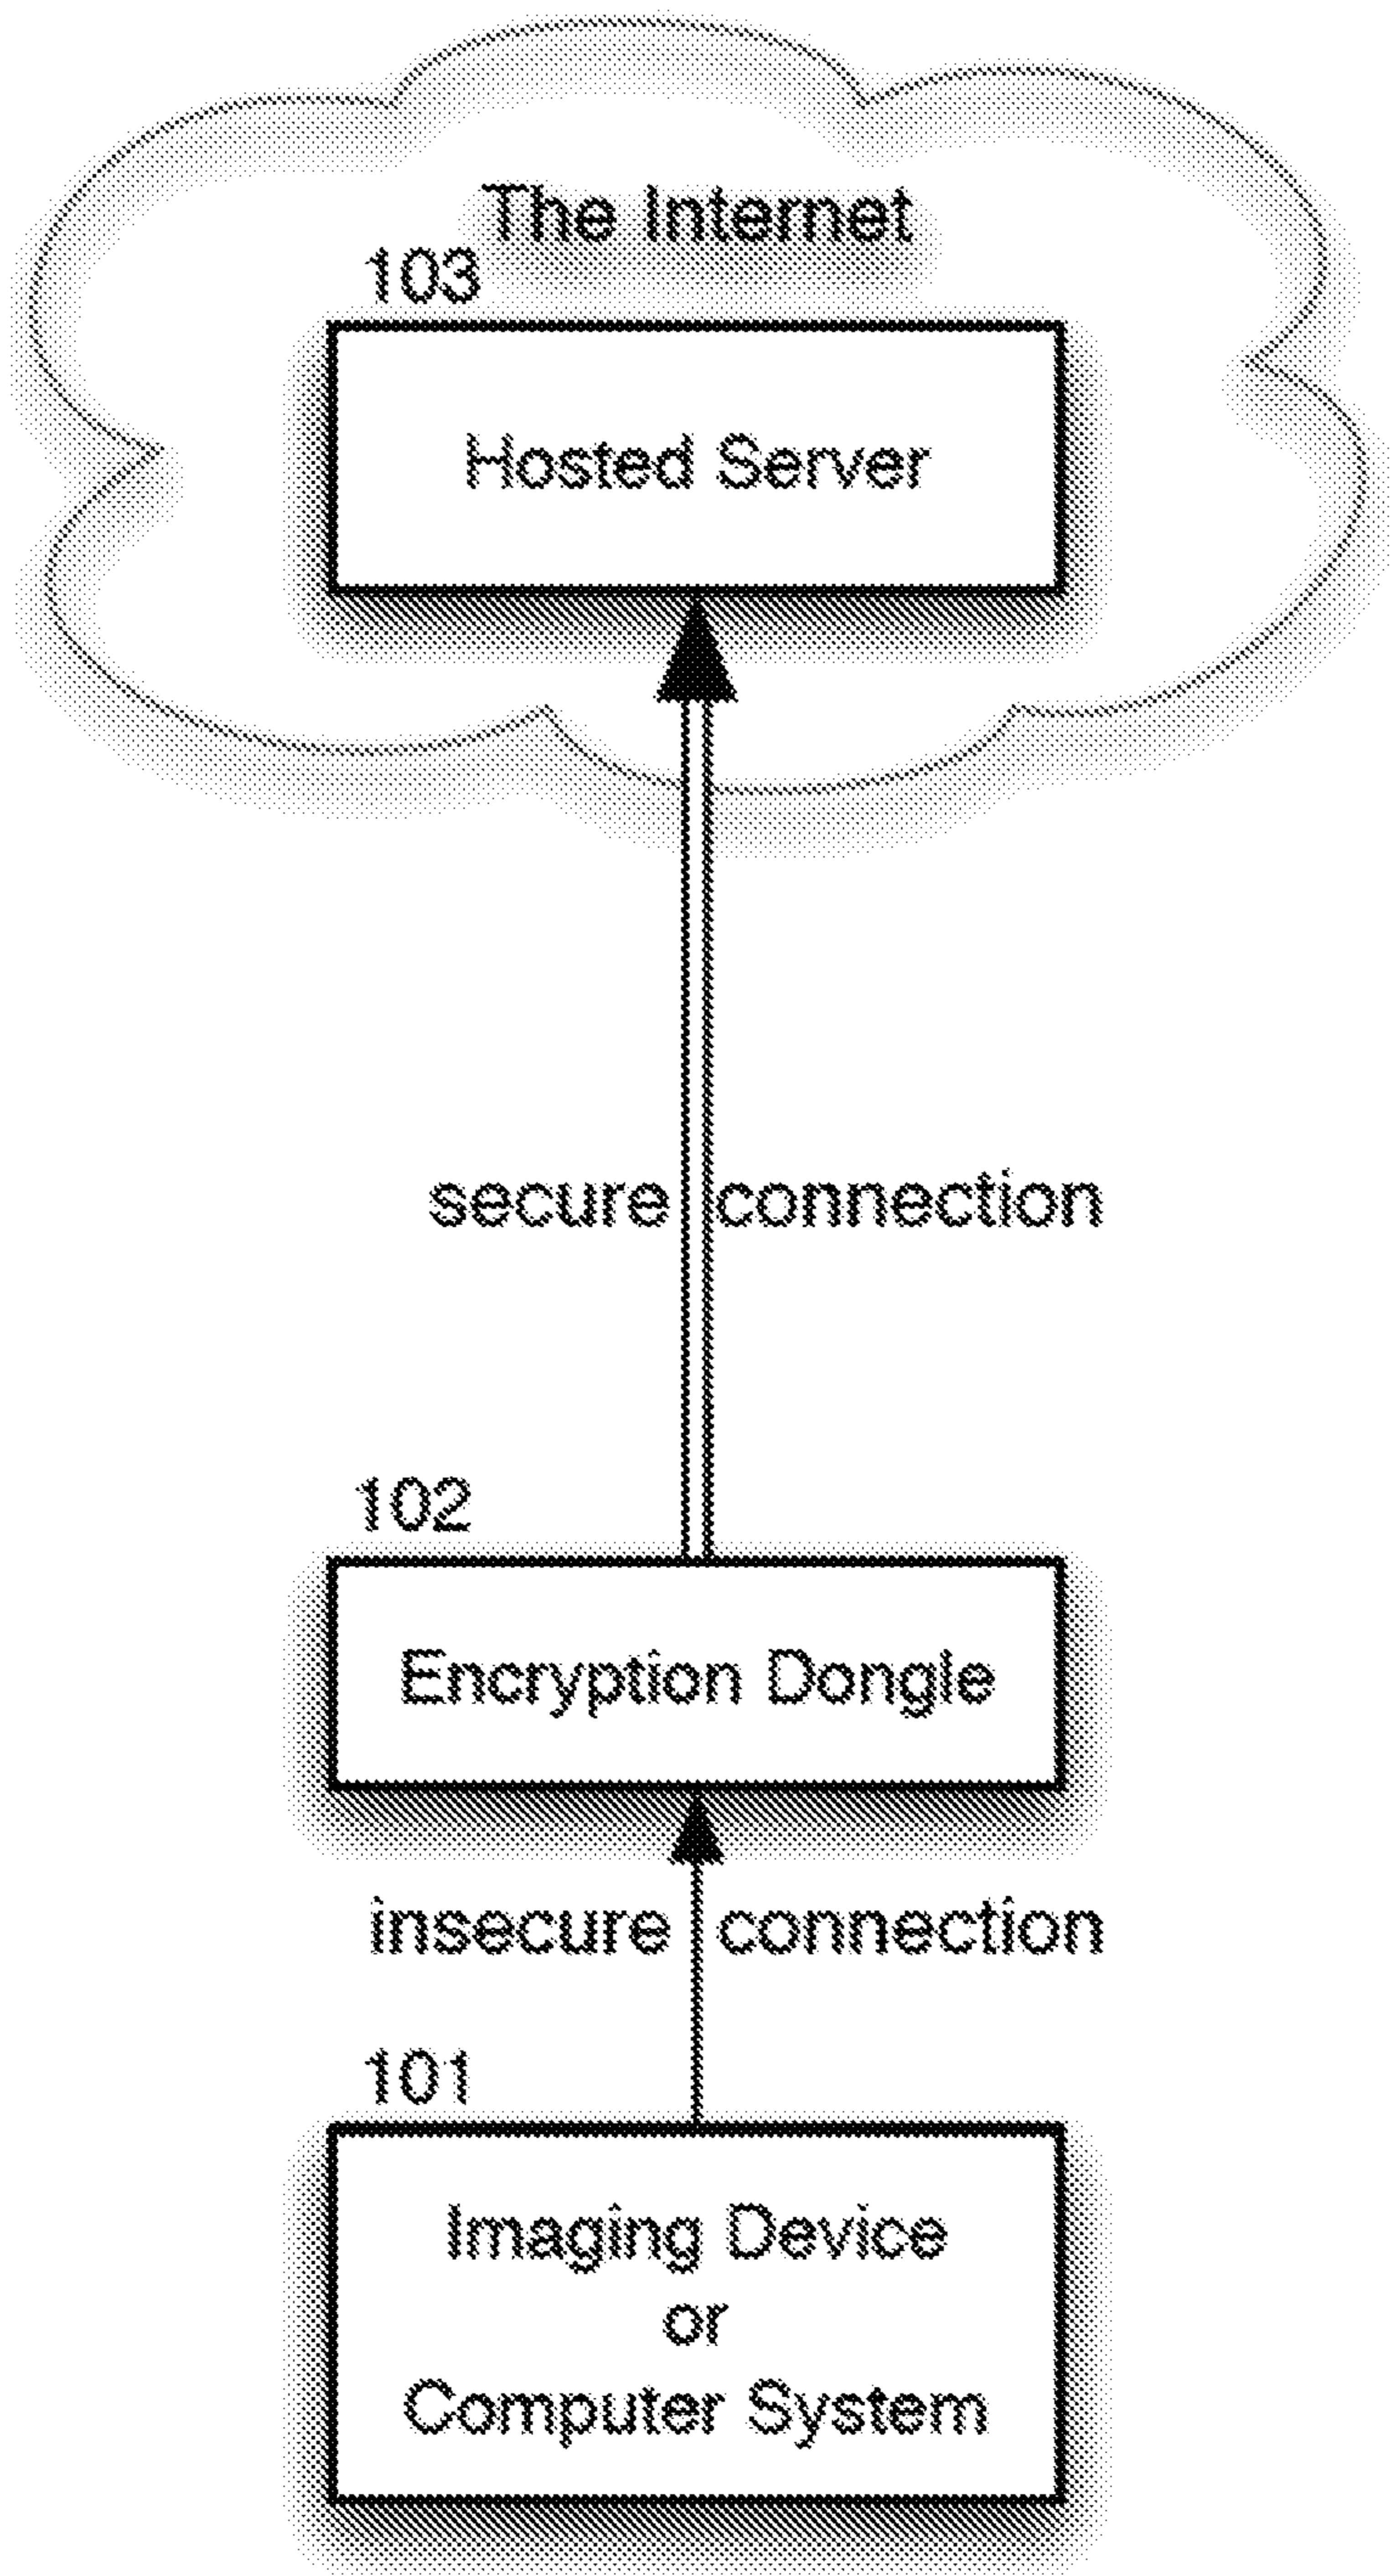 The Internet
103
Hosted Server
secure connection
102
Encryption Dongle
insecure connection
101
Imaging Device
or
Computer System